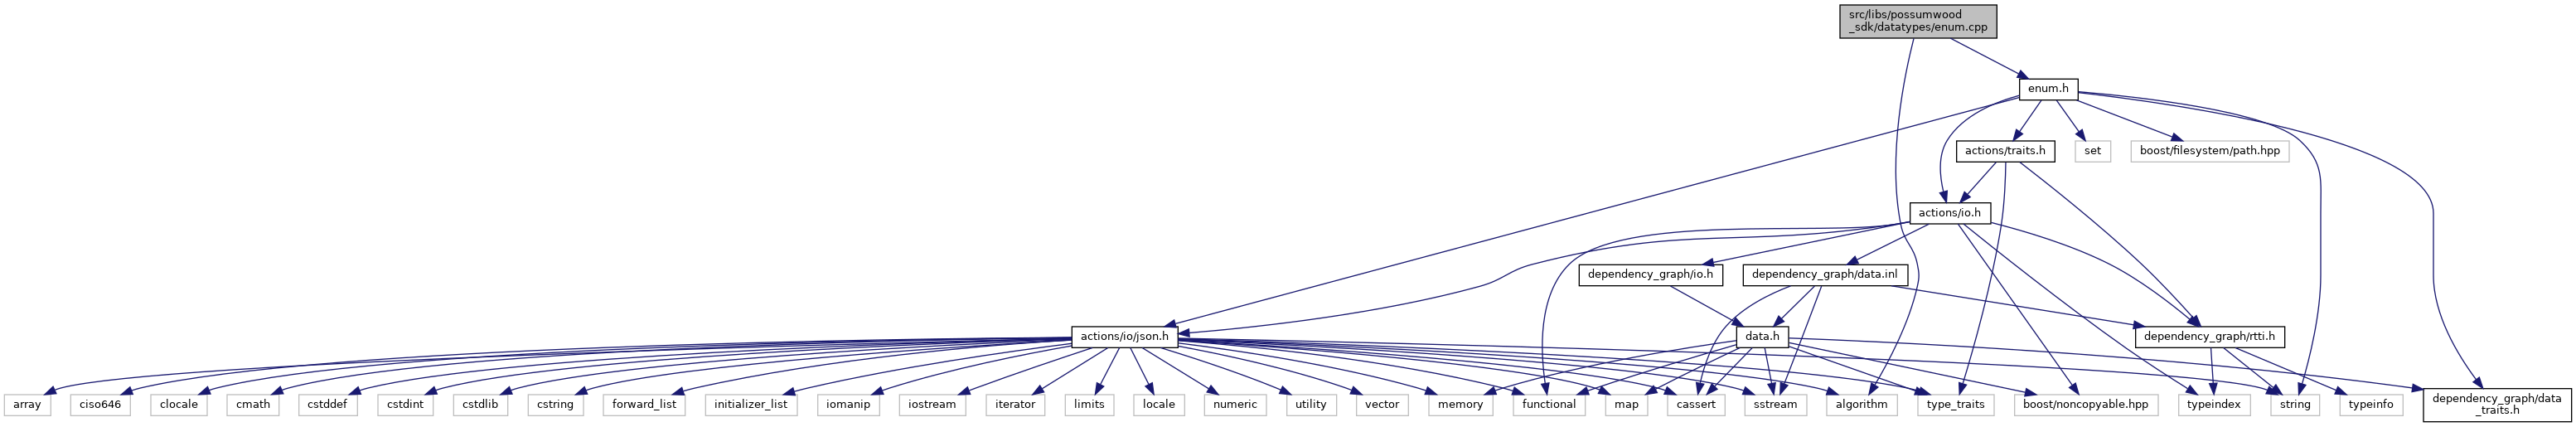 src/libs/possumwood
_sdk/datatypes/enum.cpp
enum.h
actions/traits.h
set
boost/filesystem/path.hpp
actions/io.h
dependency_graph/io.h
dependency_graph/data.inl
actions/io/json.h
data.h
dependency_graph/rtti.h
array
ciso646
clocale
cmath
cstddef
cstdint
cstdlib
cstring
forward_list
initializer_list
iomanip
iostream
iterator
limits
locale
numeric
utility
vector
memory
functional
map
cassert
sstream
algorithm
type_traits
boost/noncopyable.hpp
typeindex
string
typeinfo
dependency_graph/data
_traits.h